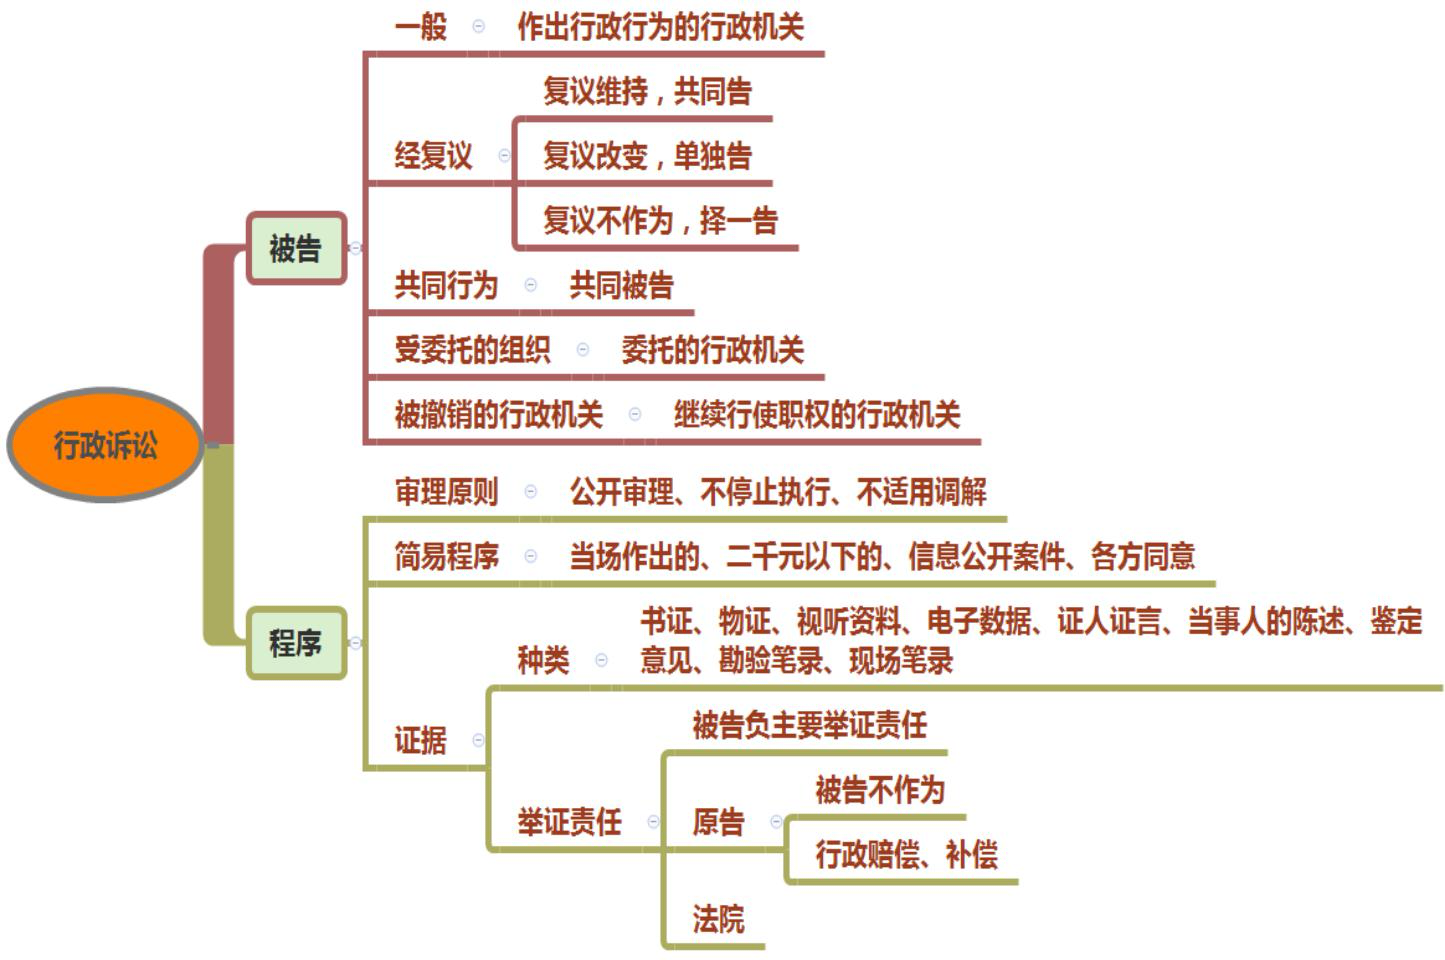 一般
作出行政行为的行政机关
复议维持，共同告
经复议
复议改变，单独告
复议不作为，择一告
被告
共同行为
共同被告
受委托的组织
委托的行政机关
被撤销的行政机关
继续行使职权的行政机关
行政诉讼
审理原则
公开审理、不停止执行、不适用调解
简易程序
当场作出的、二千元以下的、信息公开案件、各方同意
程序
种类
书证、物证、视听资料、电子数据、证人证言、当事人的陈述、鉴定
意见、勘验笔录、现场笔录
证据
被告负主要举证责任
举证责任
原告
被告不作为
行政赔偿、补偿
法院